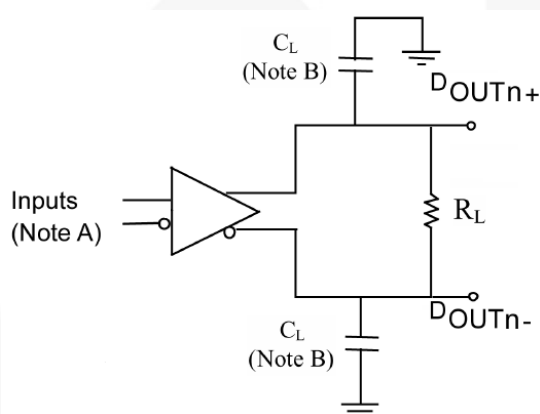 CL
(Note B)
DOUTn+
Inputs
(Note A)
RL
DOUTn-
CL
(Note B)